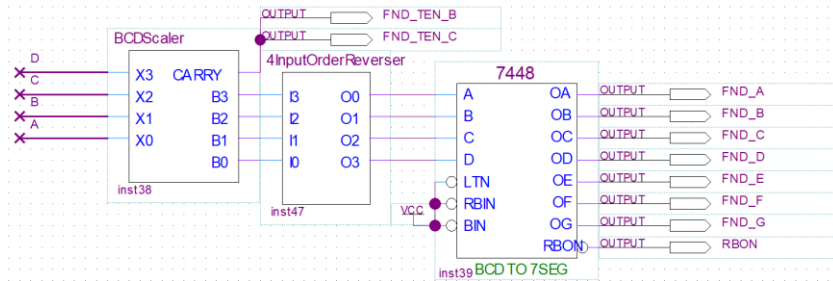 OUTPUT FND_TEN_B
OUTPUT FND_TEN_C
BCDScaler
4InputOrderReverser
7448
D
C
B
A
X3 CARRY
X2 B3
X1 B2
X0 B1
B0
inst38
I3 O0
I2 O1
I1 O2
I0 O3
inst47
VCC
A OA OUTPUT FND_A
B OB OUTPUT FND_B
C OC OUTPUT FND_C
D OD OUTPUT FND_D
LTN OE OUTPUT FND_E
RBIN OF OUTPUT FND_F
BIN OG OUTPUT FND_G
RBON OUTPUT RBON
inst39 BCD TO 7SEG